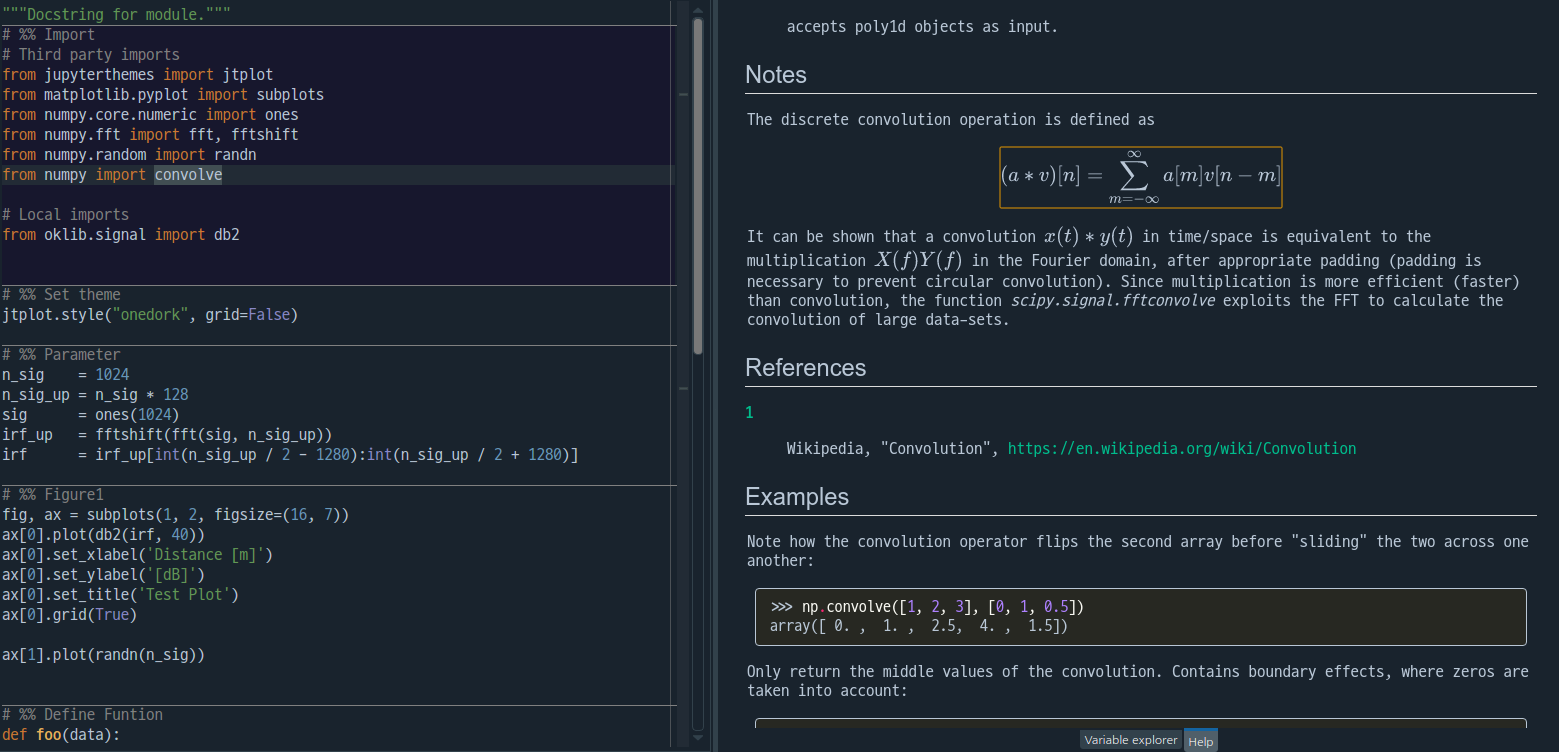 """Docstring for module."""
# %% Import
# Third party imports
from jupyterthemes import jtplot
from matplotlib.pyplot import subplots
from numpy.core.numeric import ones
from numpy.fft import fft, fftshift
from numpy.random import randn
from numpy import convolve
# Local imports
from oklib.signal import db2
# %% Set theme
jtplot.style("onedork", grid=False)
# %% Parameter
n_sig    = 1024
n_sig_up = n_sig * 128
sig      = ones(1024)
irf_up   = fftshift(fft(sig, n_sig_up))
irf      = irf_up[int(n_sig_up / 2 - 1280):int(n_sig_up / 2 + 1280)]
# %% Figure1
fig, ax = subplots(1, 2, figsize=(16, 7))
ax[0].plot(db2(irf, 40))
ax[0].set_xlabel('Distance [m]')
ax[0].set_ylabel('[dB]')
ax[0].set_title('Test Plot')
ax[0].grid(True)
ax[1].plot(randn(n_sig))
# %% Define Funtion
def foo(data):
accepts poly1d objects as input.
Notes
The discrete convolution operation is defined as
(a ∗ v)[n] = ∑_{m=−∞}^{∞} a[m]v[n − m]
It can be shown that a convolution x(t) ∗ y(t) in time/space is equivalent to the
multiplication X(f)Y(f) in the Fourier domain, after appropriate padding (padding is
necessary to prevent circular convolution). Since multiplication is more efficient (faster)
than convolution, the function scipy.signal.fftconvolve exploits the FFT to calculate the
convolution of large data-sets.
References
1
Wikipedia, "Convolution", https://en.wikipedia.org/wiki/Convolution
Examples
Note how the convolution operator flips the second array before "sliding" the two across one
another:
>>> np.convolve([1, 2, 3], [0, 1, 0.5])
array([ 0. ,  1. ,  2.5,  4. ,  1.5])
Only return the middle values of the convolution. Contains boundary effects, where zeros are
taken into account:
Variable explorer Help